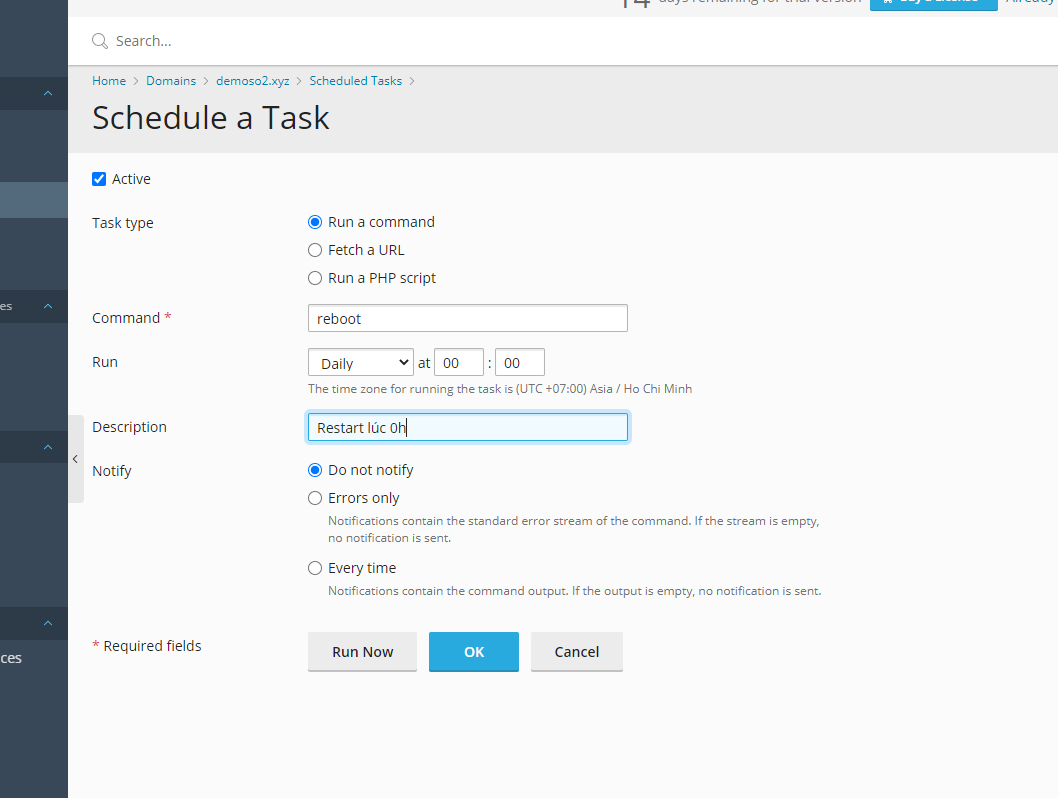 days remaining for trial version
Search...
Home > Domains > demoso2.xyz > Scheduled Tasks >
Schedule a Task
Active
Task type
Run a command
Fetch a URL
Run a PHP script
Command *
reboot
Run
Daily at 00 : 00
The time zone for running the task is (UTC +07:00) Asia / Ho Chi Minh
Description
Restart lúc 0h
Notify
Do not notify
Errors only
Notifications contain the standard error stream of the command. If the stream is empty,
no notification is sent.
Every time
Notifications contain the command output. If the output is empty, no notification is sent.
* Required fields
Run Now
OK
Cancel
es
ces